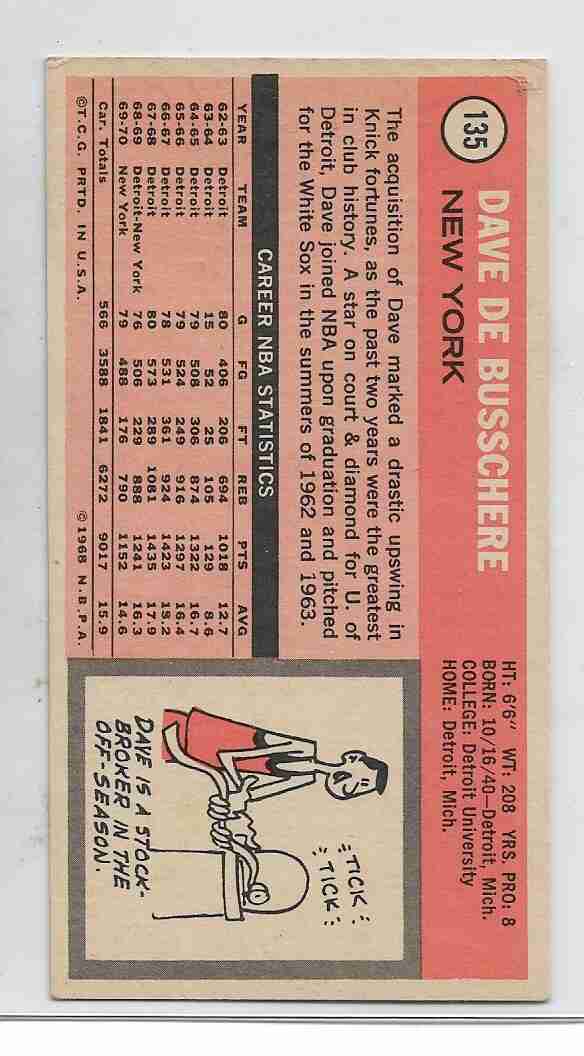 135
DAVE DE BUSSCHERE
NEW YORK
HT: 6'6" WT: 208 YRS. PRO: 8
BORN: 10/16/40—Detroit, Mich.
COLLEGE: Detroit University
HOME: Detroit, Mich.
The acquisition of Dave marked a drastic upswing in
Knick fortunes, as the past two years were the greatest
in club history. A star on court & diamond for U. of
Detroit, Dave joined NBA upon graduation and pitched
for the White Sox in the summers of 1962 and 1963.
CAREER NBA STATISTICS
YEAR TEAM G FG FT REB PTS AVG
62-63 Detroit 80 406 206 694 1018 12.7
63-64 Detroit 15 52 25 105 129 8.6
64-65 Detroit 79 508 306 874 1322 16.7
65-66 Detroit 79 524 249 916 1297 16.4
66-67 Detroit 78 531 361 924 1423 18.2
67-68 Detroit 80 573 289 1081 1435 17.9
68-69 Detroit-New York 76 506 229 888 1241 16.3
69-70 New York 79 488 176 790 1152 14.6
Car. Totals 566 3588 1841 6272 9017 15.9
©T.C.G. PRTD. IN U.S.A. © 1968 N.B.P.A.
TICK
TICK
DAVE IS A STOCK-
BROKER IN THE
OFF-SEASON.